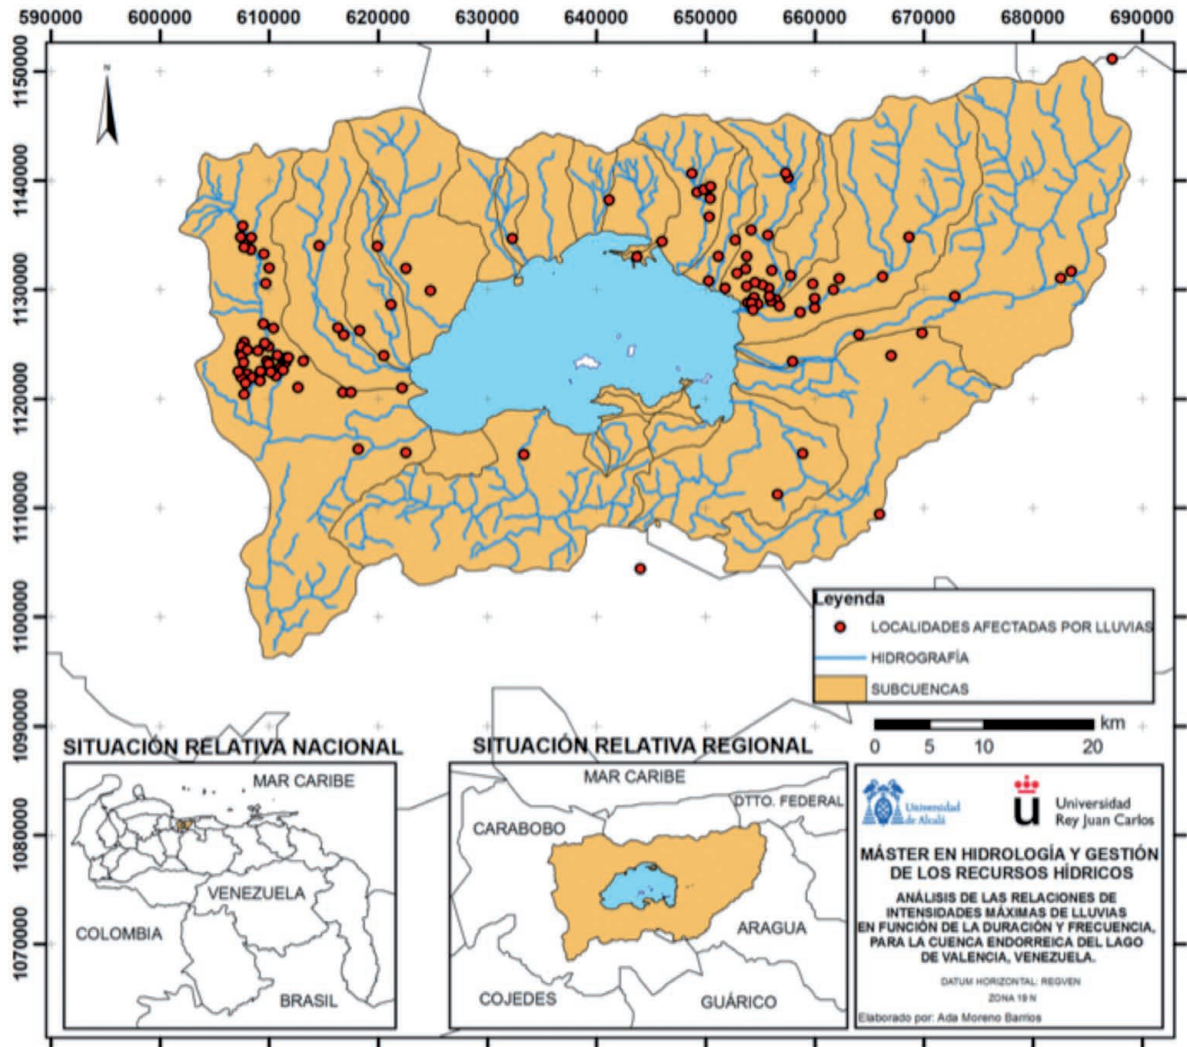 590000 600000 610000 620000 630000 640000 650000 660000 670000 680000 690000
1150000
1140000
1130000
1120000
1110000
1100000
1090000
1080000
1070000
N
Leyenda
LOCALIDADES AFECTADAS POR LLUVIAS
HIDROGRAFÍA
SUBCUENCAS
km
0 5 10 20
SITUACIÓN RELATIVA NACIONAL
MAR CARIBE
VENEZUELA
COLOMBIA
BRASIL
SITUACIÓN RELATIVA REGIONAL
MAR CARIBE
DTTO. FEDERAL
CARABOBO
ARAGUA
COJEDES
GUÁRICO
Universidad
de Alcalá
u
Universidad
Rey Juan Carlos
MÁSTER EN HIDROLOGÍA Y GESTIÓN
DE LOS RECURSOS HÍDRICOS
ANÁLISIS DE LAS RELACIONES DE
INTENSIDADES MÁXIMAS DE LLUVIAS
EN FUNCIÓN DE LA DURACIÓN Y FRECUENCIA,
PARA LA CUENCA ENDORREICA DEL LAGO
DE VALENCIA, VENEZUELA.
DATUM HORIZONTAL: REGVEN
ZONA 19 N
Elaborado por: Ada Moreno Barrios